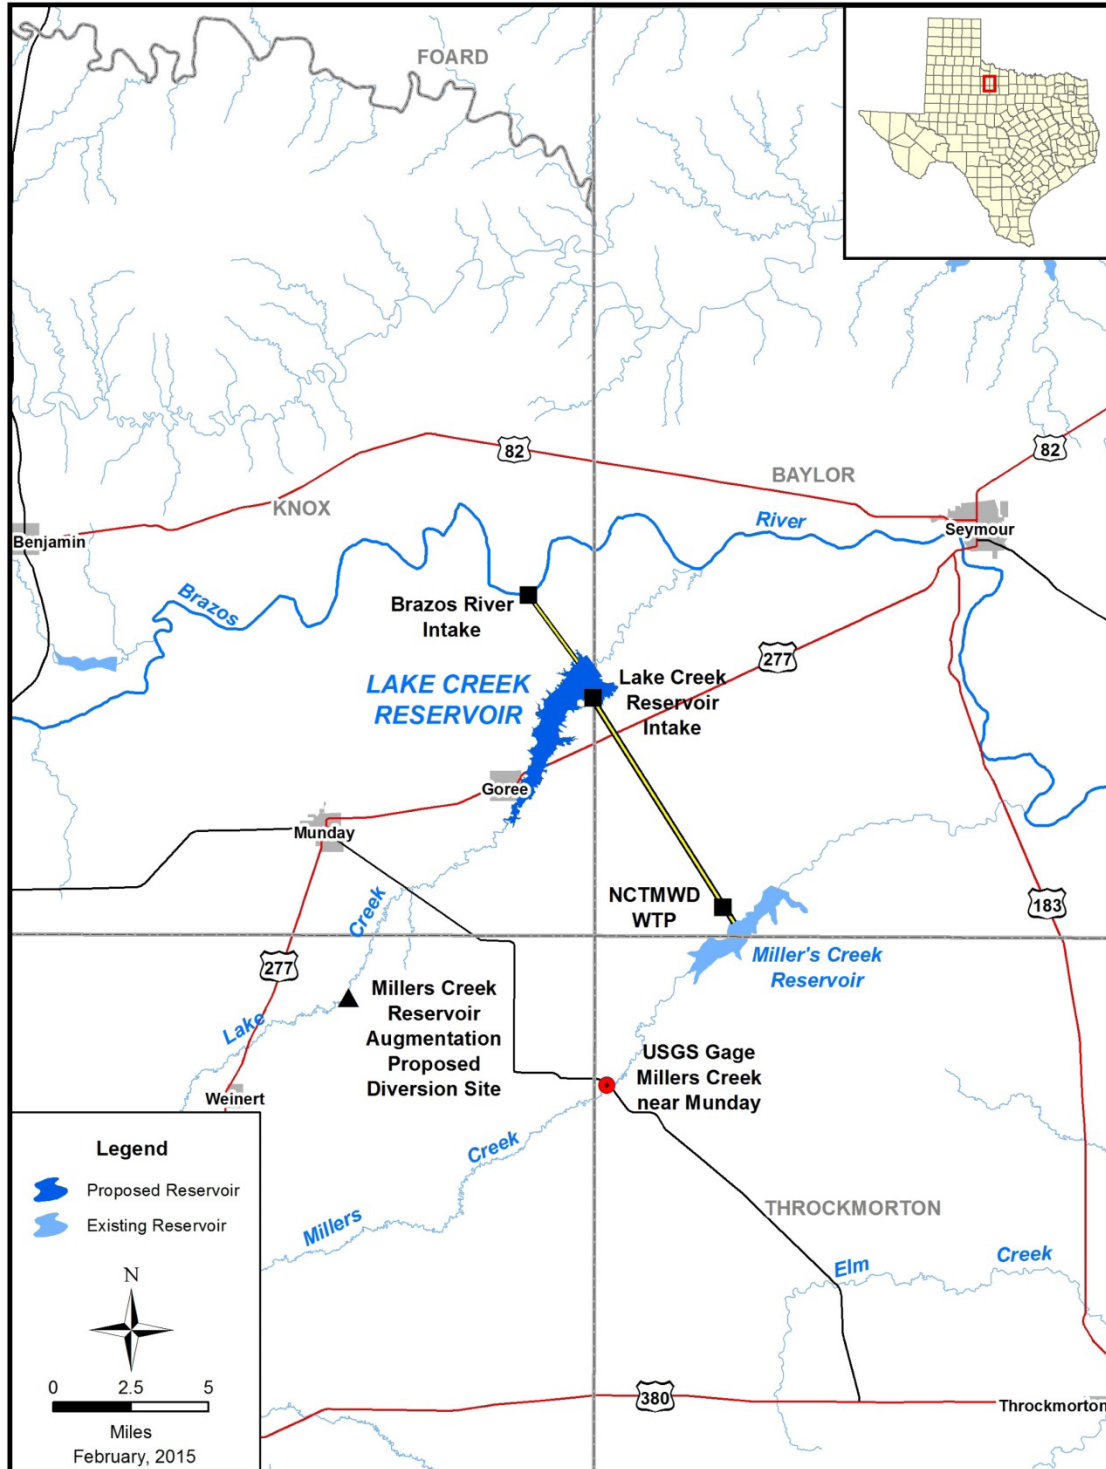 FOARD
82
82
BAYLOR
KNOX
River
Seymour
Benjamin
Brazos
Brazos River
Intake
277
LAKE CREEK
RESERVOIR
Lake Creek
Reservoir
Intake
Goree
Munday
NCTMWD
WTP
183
Creek
Miller's Creek
Reservoir
277
Millers Creek
Reservoir
Augmentation
Proposed
Diversion Site
Lake
USGS Gage
Millers Creek
near Munday
Weinert
Creek
Millers
THROCKMORTON
Elm
Creek
380
Throckmorton
Legend
Proposed Reservoir
Existing Reservoir
N
0 2.5 5
Miles
February, 2015